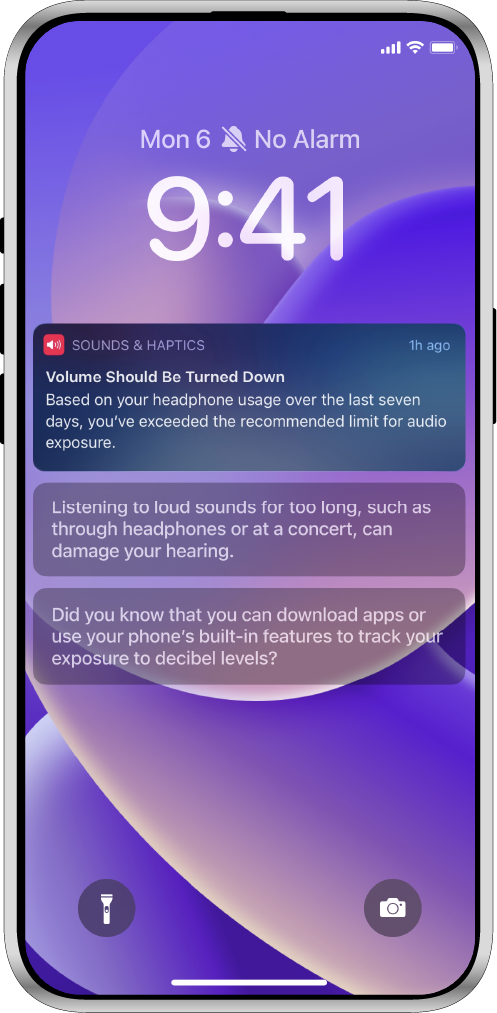 Mon 6 No Alarm
9:41
SOUNDS & HAPTICS 1h ago
Volume Should Be Turned Down
Based on your headphone usage over the last seven
days, you’ve exceeded the recommended limit for audio
exposure.
Listening to loud sounds for too long, such as
through headphones or at a concert, can
damage your hearing.
Did you know that you can download apps or
use your phone’s built-in features to track your
exposure to decibel levels?